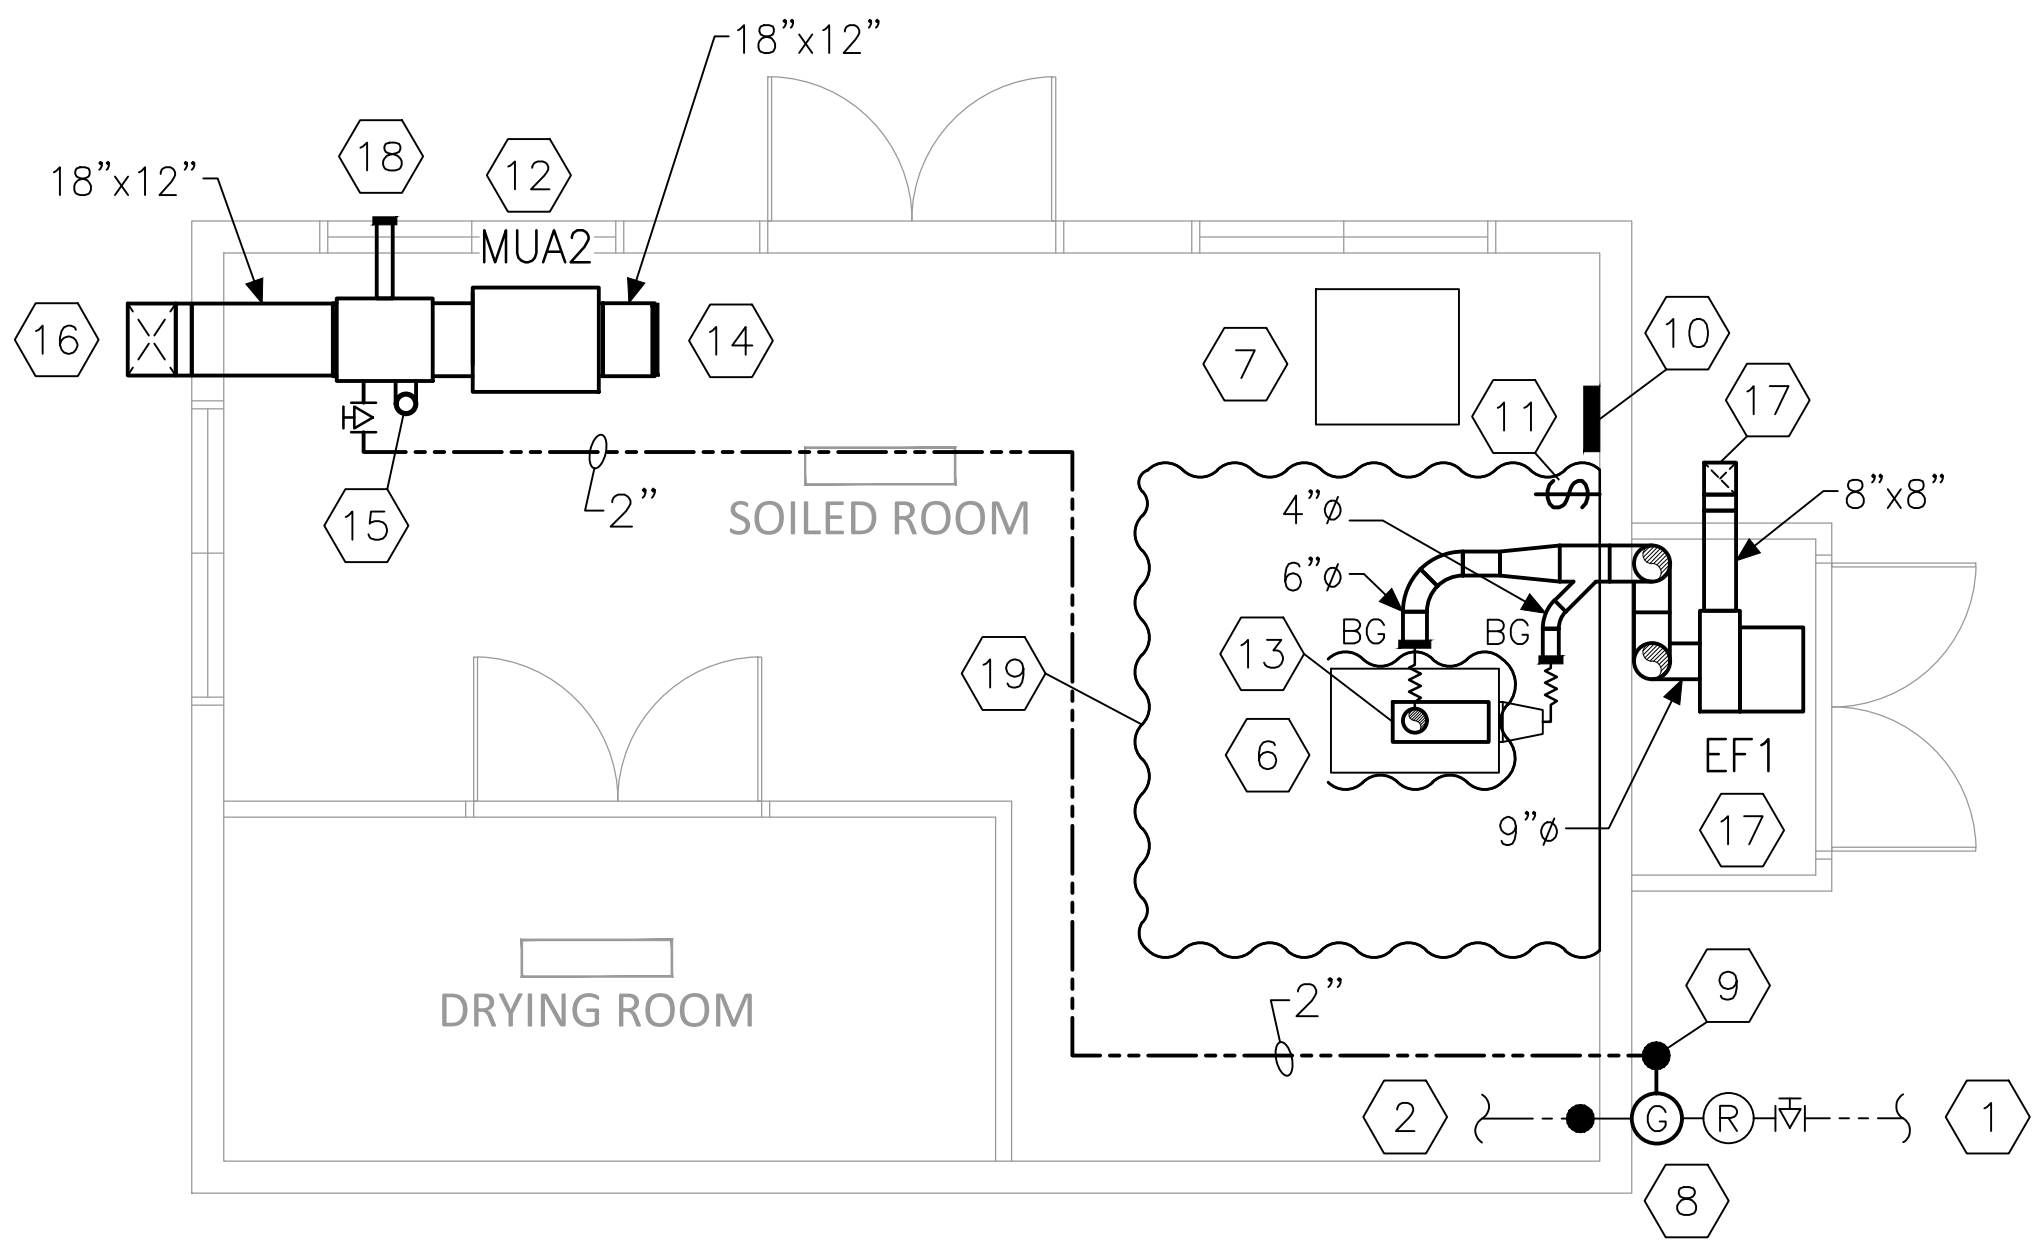 18”x12”
18
12
18”x12”
MUA2
16
14
10
7
17
11
8”x8”
2”
SOILED ROOM
15
4”ø
6”ø
BG
BG
13
19
6
EF1
9”ø
17
DRYING ROOM
2”
9
2
G
R
1
8